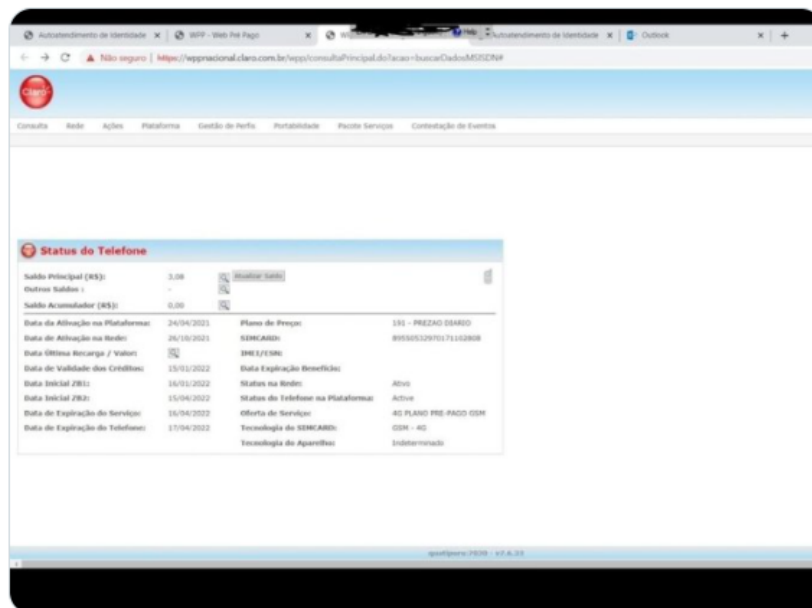 Autoatendimento de Identidade
WPP - Web Pré Pago
Help
Autoatendimento de Identidade
Outlook
Não seguro | https://wppnacional.claro.com.br/wpp/consultaPrincipal.do?acao=buscarDadosMSISDN#
Claro
Consulta Rede Ações Plataforma Gestão de Perfis Portabilidade Pacote Serviços Contestação de Eventos
Status do Telefone
Saldo Principal (R$): 3,08 Atualizar Saldo
Outros Saldos : -
Saldo Acumulador (R$): 0,00
Data da Ativação na Plataforma: 24/04/2021 Plano de Preço: 191 - PREZAO DIARIO
Data de Ativação na Rede: 26/10/2021 SIMCARD: 89550532970171102808
Data Última Recarga / Valor: IMEI/ESN:
Data de Validade dos Créditos: 15/01/2022 Data Expiração Benefício:
Data Inicial ZB1: 16/01/2022 Status na Rede: Ativo
Data Inicial ZB2: 15/04/2022 Status do Telefone na Plataforma: Active
Data de Expiração do Serviço: 16/04/2022 Oferta de Serviço: 4G PLANO PRE-PAGO GSM
Data de Expiração do Telefone: 17/04/2022 Tecnologia do SIMCARD: GSM - 4G
Tecnologia do Aparelho: Indeterminado